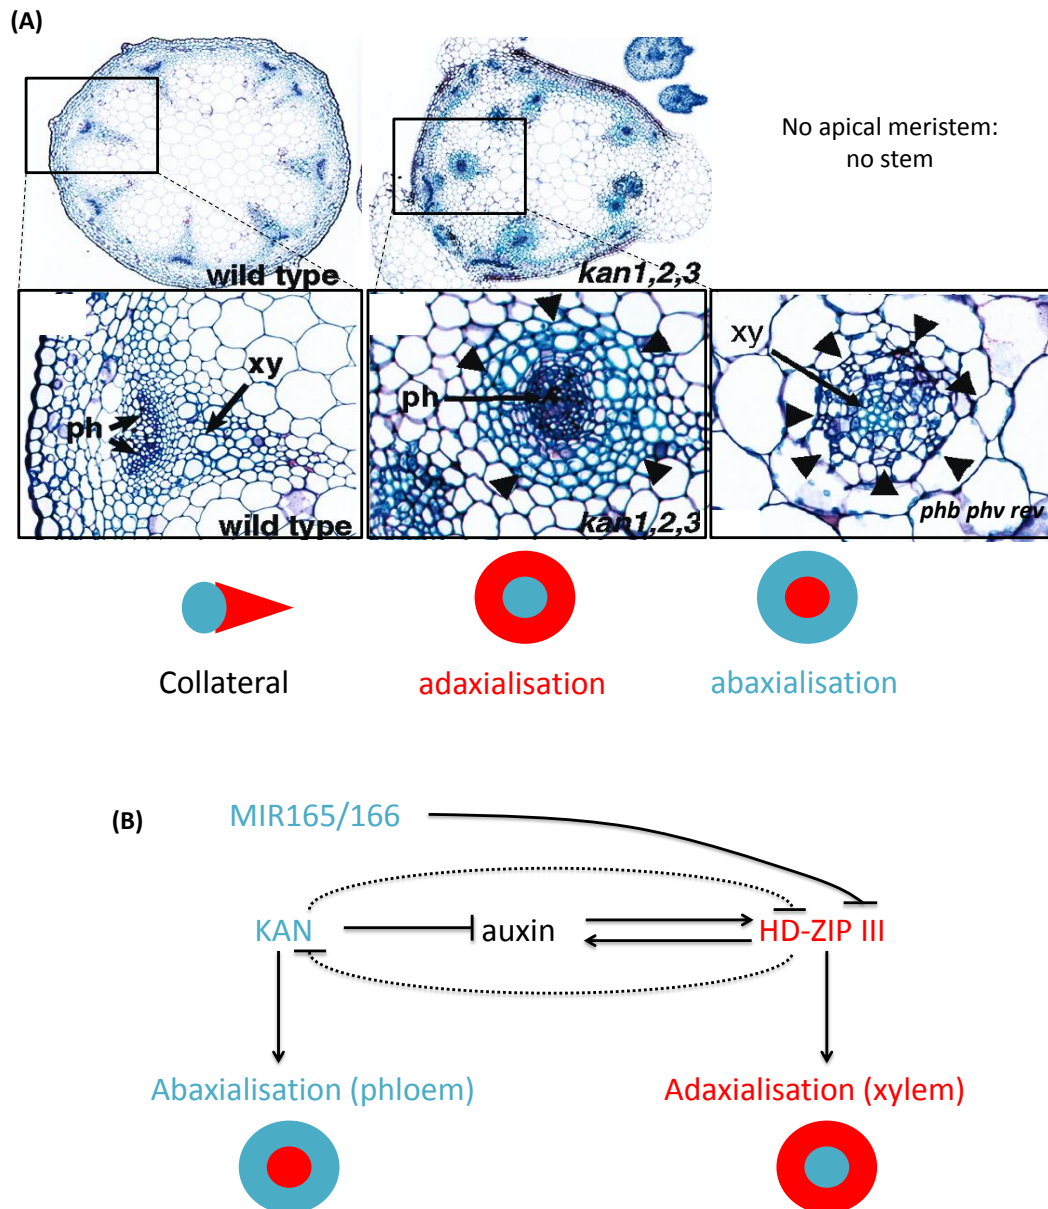 (A)
No apical meristem:
no stem
wild type
kan1,2,3
xy
ph
wild type
ph
kan1,2,3
xy
phb phv rev
Collateral
adaxialisation
abaxialisation
(B)
MIR165/166
KAN
auxin
HD-ZIP III
Abaxialisation (phloem)
Adaxialisation (xylem)